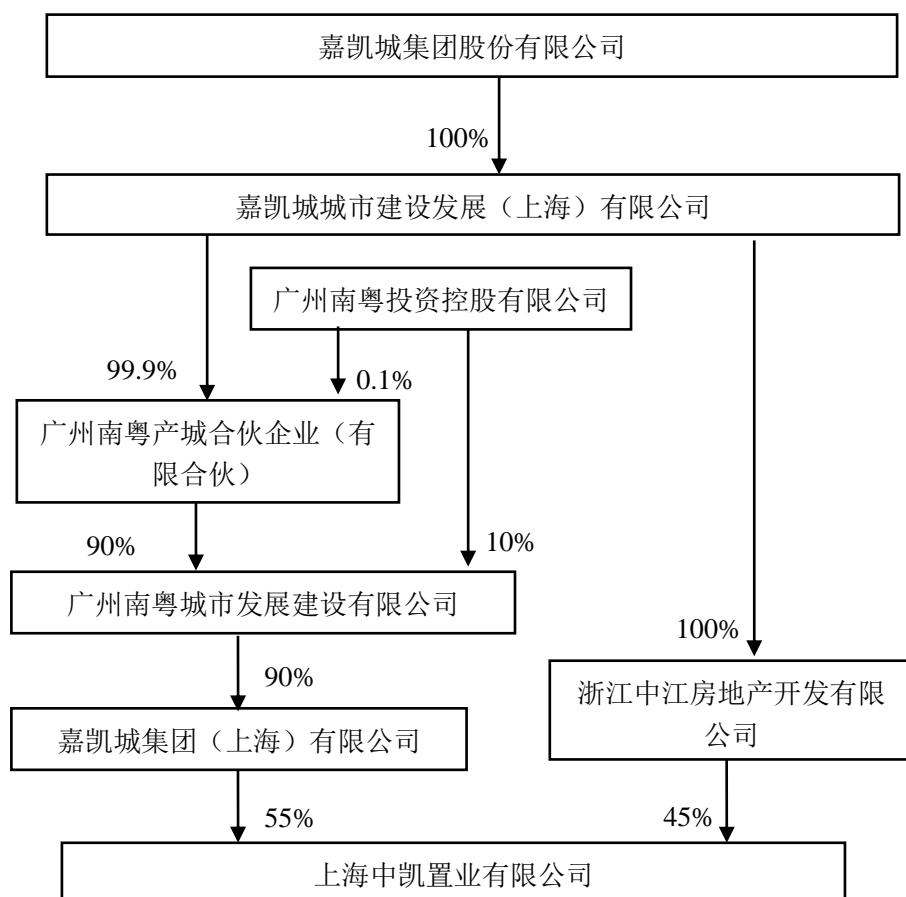 嘉凯城集团股份有限公司
100%
嘉凯城城市建设发展（上海）有限公司
广州南粤投资控股有限公司
99.9%
0.1%
广州南粤产城合伙企业（有
限合伙）
90%
10%
广州南粤城市发展建设有限公司
100%
90%
浙江中江房地产开发有限
公司
嘉凯城集团（上海）有限公司
55%
45%
上海中凯置业有限公司